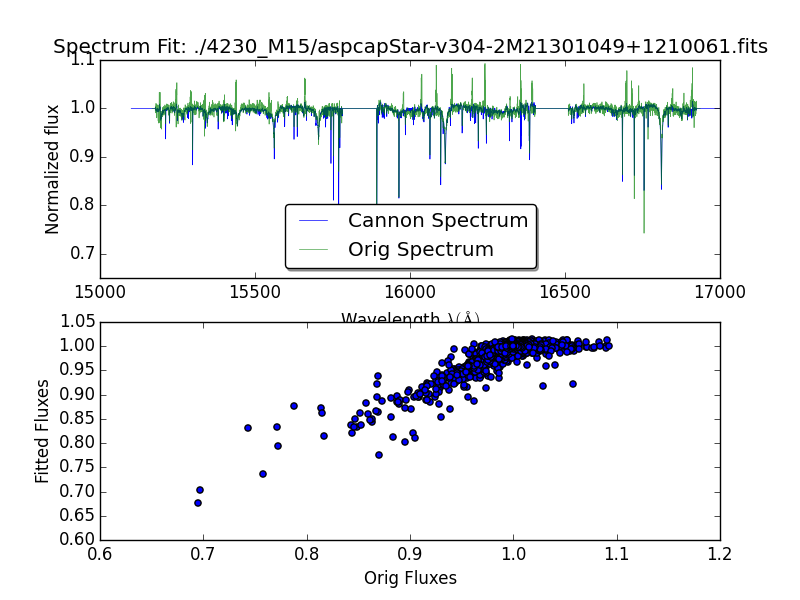 Spectrum Fit: ./4230_M15/aspcapStar-v304-2M21301049+1210061.fits
Normalized flux
1.1
1.0
0.9
0.8
0.7
Cannon Spectrum
Orig Spectrum
15000 15500 16000 16500 17000
Wavelength λ(Å)
Fitted Fluxes
1.05
1.00
0.95
0.90
0.85
0.80
0.75
0.70
0.65
0.60
0.6 0.7 0.8 0.9 1.0 1.1 1.2
Orig Fluxes